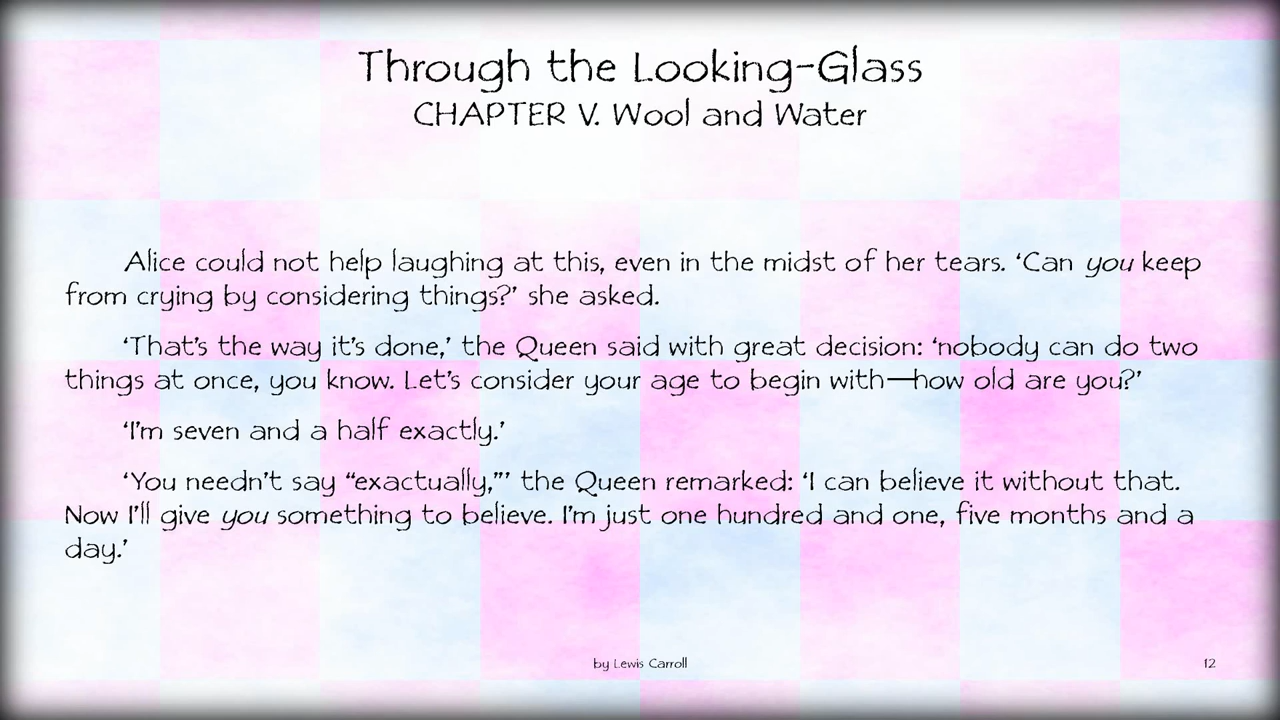 Through the Looking-Glass
CHAPTER V. Wool and Water
Alice could not help laughing at this, even in the midst of her tears. ‘Can you keep
from crying by considering things?’ she asked.
‘That’s the way it’s done,’ the Queen said with great decision: ‘nobody can do two
things at once, you know. Let’s consider your age to begin with—how old are you?’
‘I’m seven and a half exactly.’
‘You needn’t say “exactually,”’ the Queen remarked: ‘I can believe it without that.
Now I’ll give you something to believe. I’m just one hundred and one, five months and a
day.’
by Lewis Carroll
12